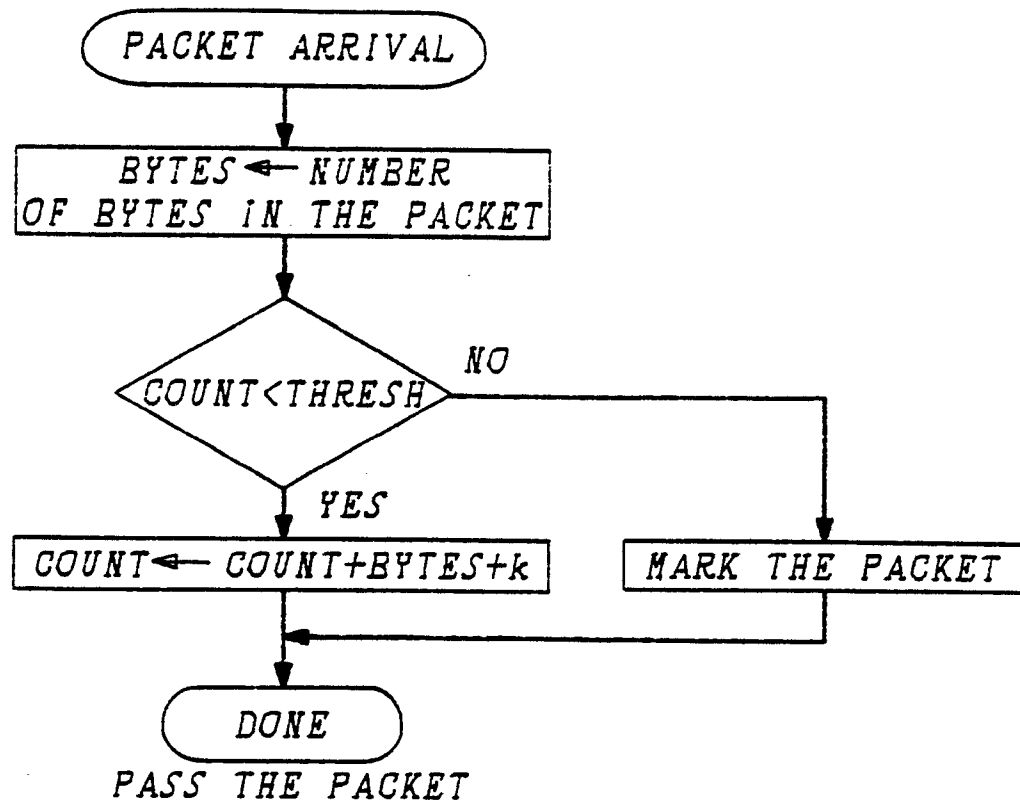 PACKET ARRIVAL
BYTES ← NUMBER
OF BYTES IN THE PACKET
COUNT<THRESH
NO
YES
COUNT ← COUNT+BYTES+k
MARK THE PACKET
DONE
PASS THE PACKET